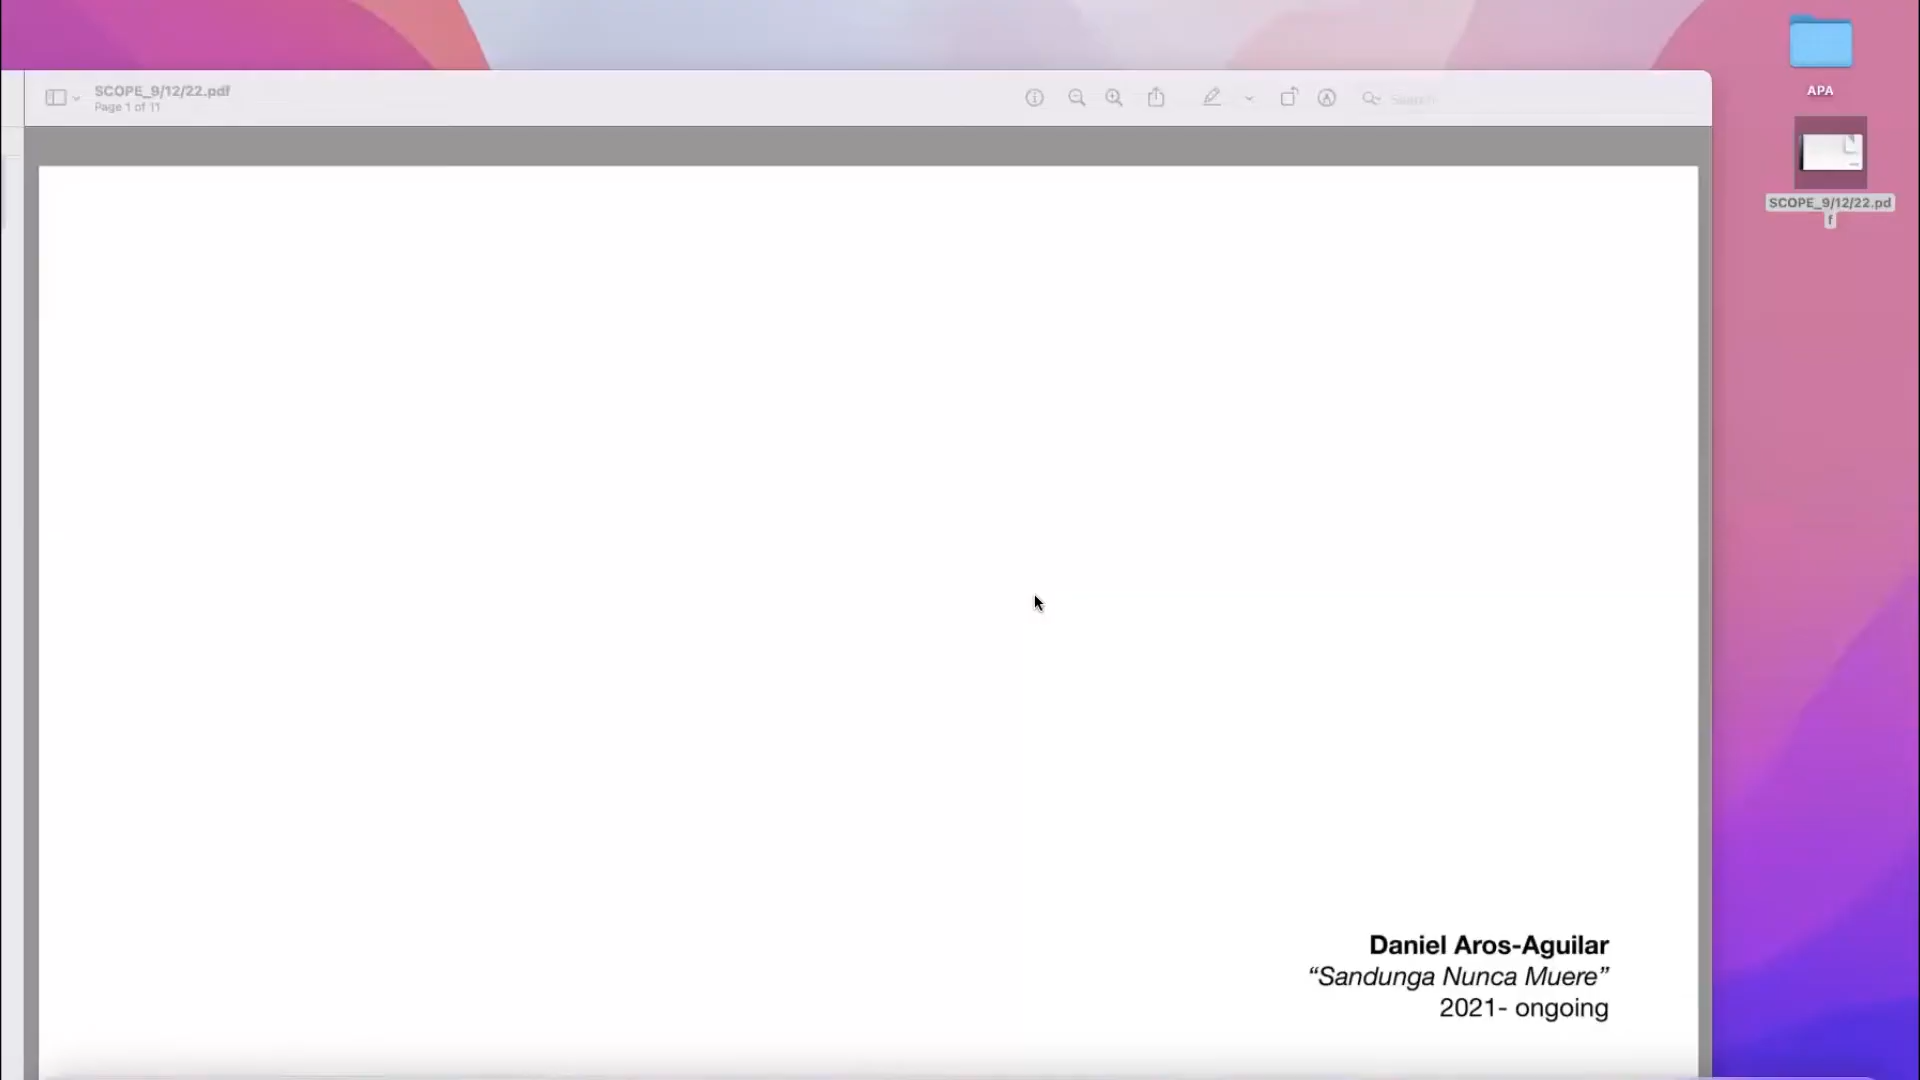 SCOPE_9/12/22.pdf
Page 1 of 11
Search
APA
SCOPE_9/12/22.pd
f
Daniel Aros-Aguilar
“Sandunga Nunca Muere”
2021- ongoing